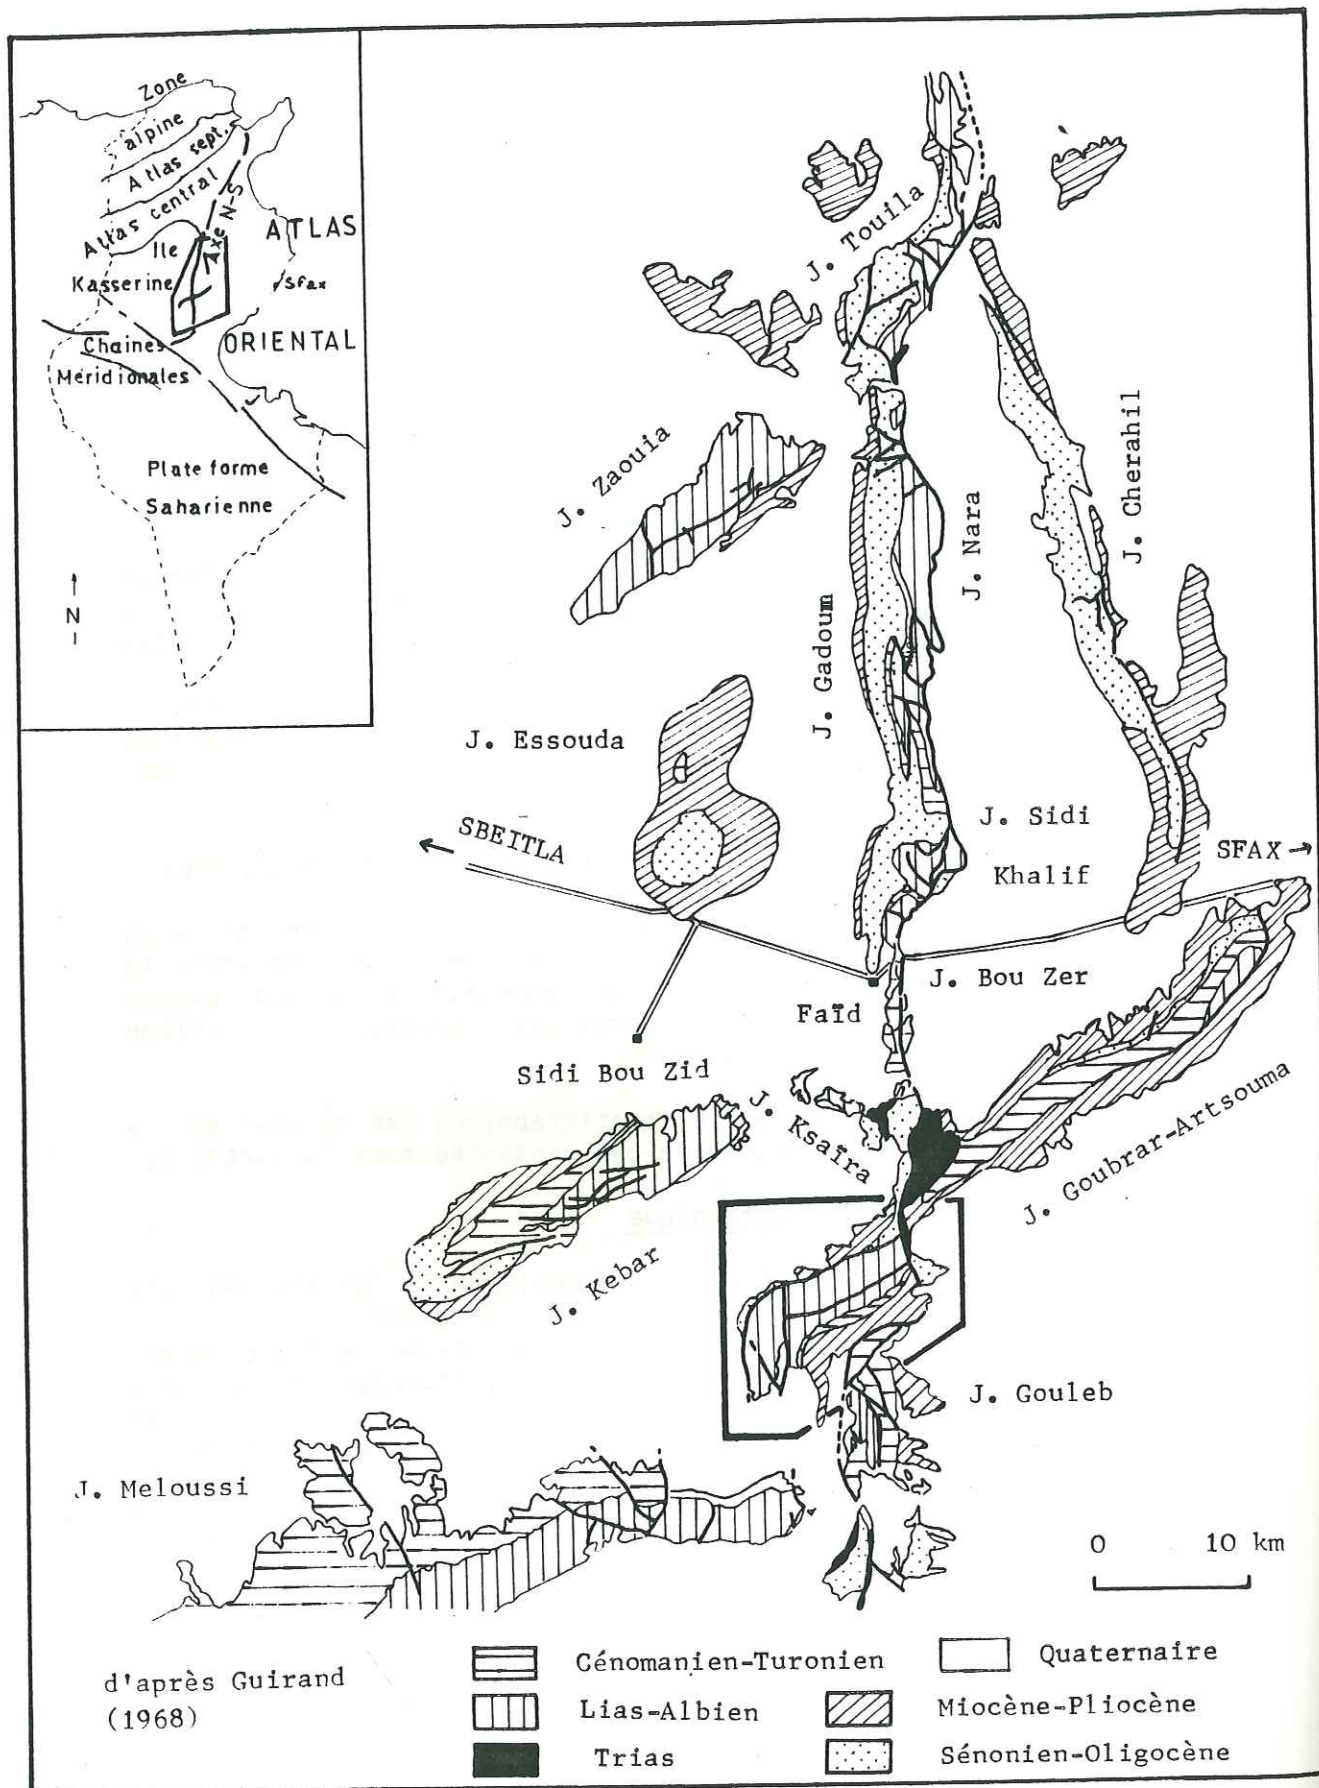 Zone
alpine
Atlas sept.
Atlas central
Axe N-S
ATLAS
Ile
Kasserine
Sfax
Chaines
ORIENTAL
Méridionales
Plate forme
Saharienne
N
J. Touila
J. Zaouia
J. Cherahil
J. Nara
J. Gadoum
J. Essouda
J. Sidi
Khalif
SBEITLA
SFAX
J. Bou Zer
Faïd
Sidi Bou Zid
J. Ksaïra
J. Goubrar-Artsouma
J. Kebar
J. Gouleb
J. Meloussi
0 10 km
d'après Guirand
(1968)
Cénomanien-Turonien
Quaternaire
Lias-Albien
Miocène-Pliocène
Trias
Sénonien-Oligocène